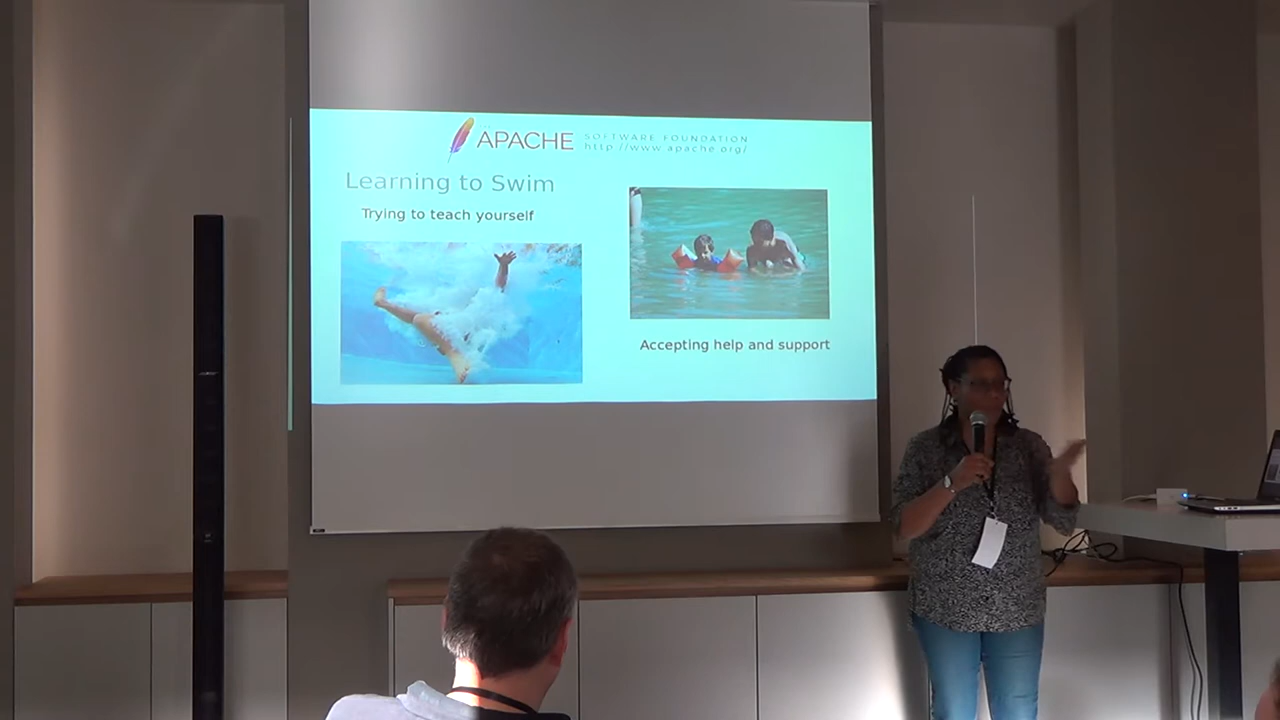 APACHE SOFTWARE FOUNDATION
http://www.apache.org/
Learning to Swim
Trying to teach yourself
Accepting help and support